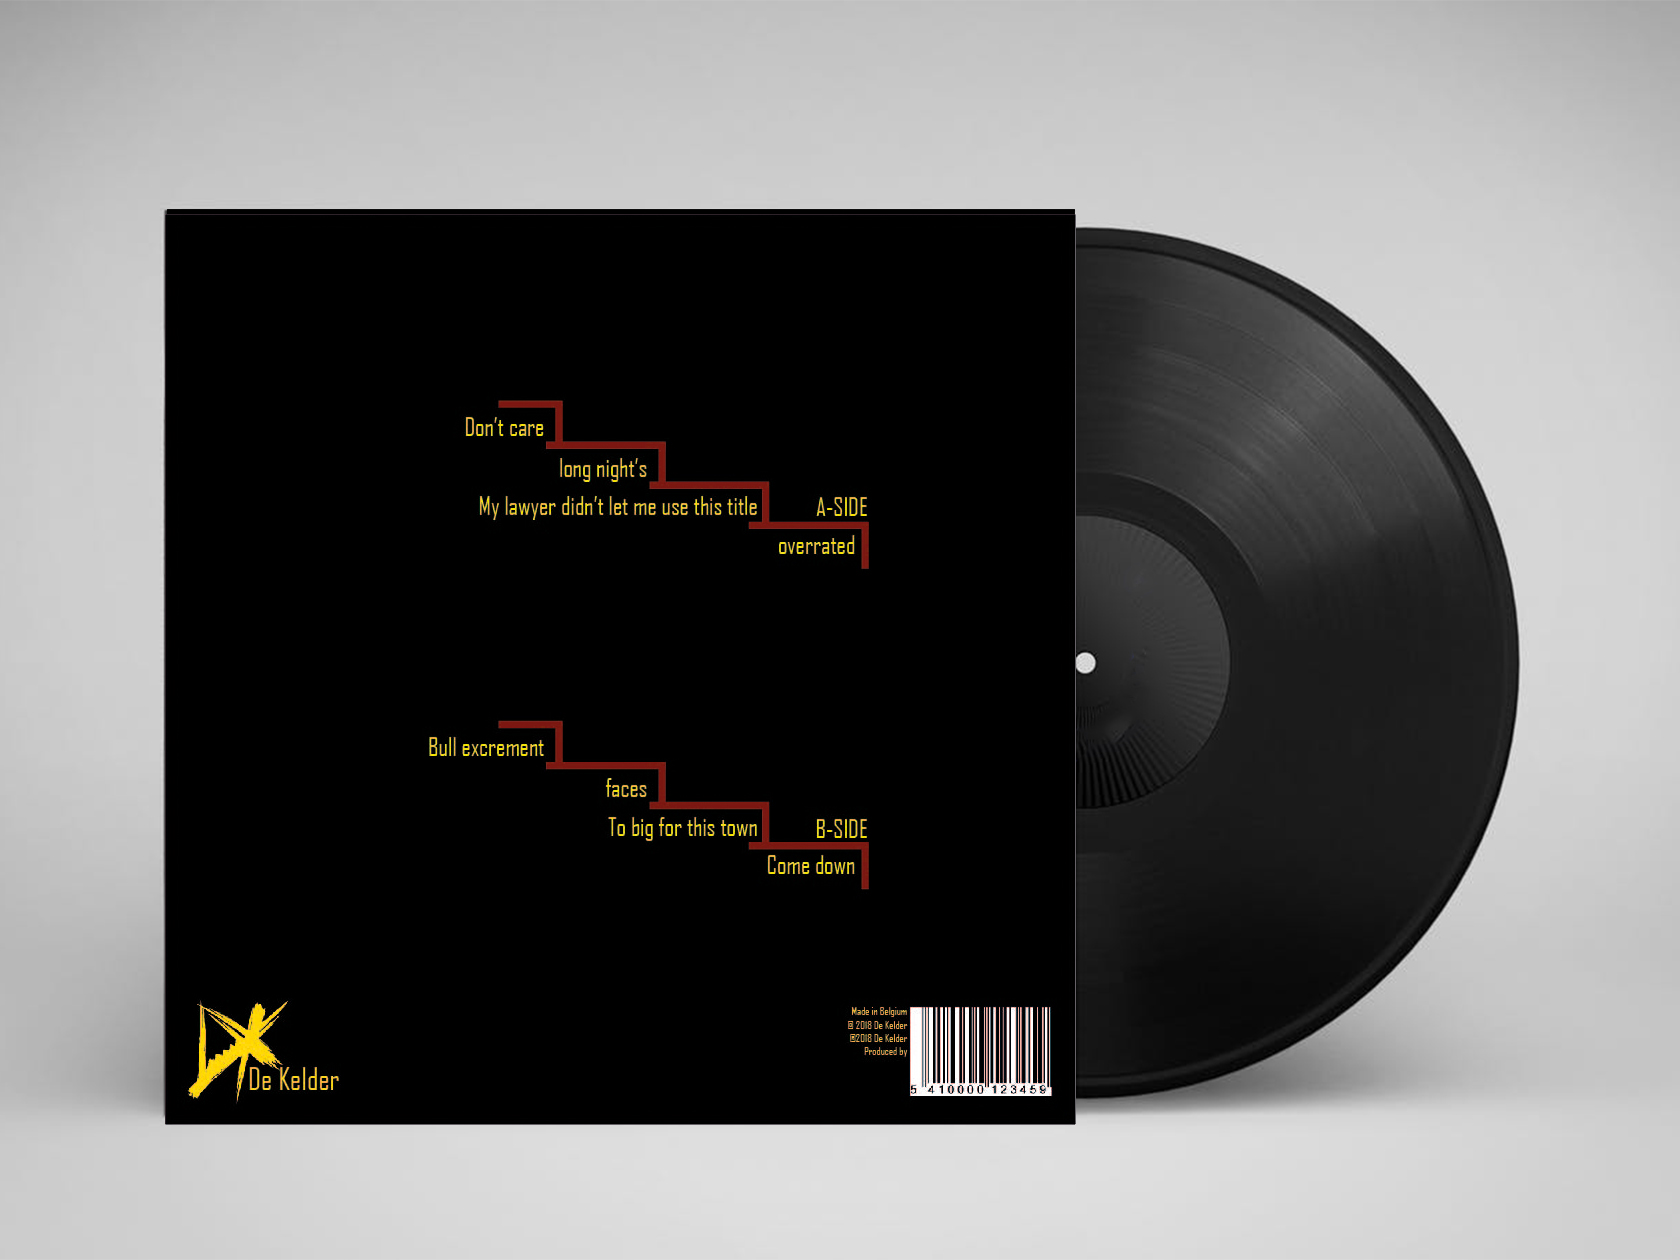 Don't care
long night's
My lawyer didn't let me use this title
A-SIDE
overrated
Bull excrement
faces
To big for this town
B-SIDE
Come down
De Kelder
Made in Belgium
© 2018 De Kelder
℗2018 De Kelder
Produced by
5 410000 123459